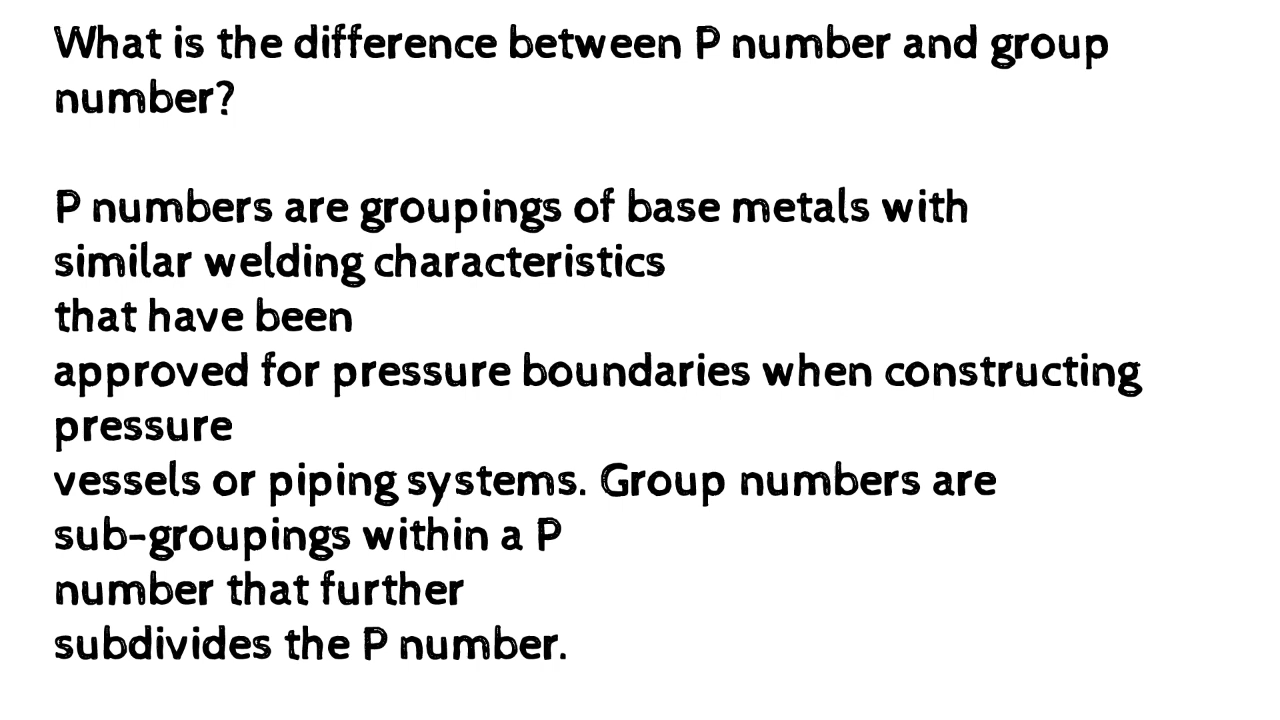 What is the difference between P number and group
number?
P numbers are groupings of base metals with
similar welding characteristics
that have been
approved for pressure boundaries when constructing
pressure
vessels or piping systems. Group numbers are
sub-groupings within a P
number that further
subdivides the P number.